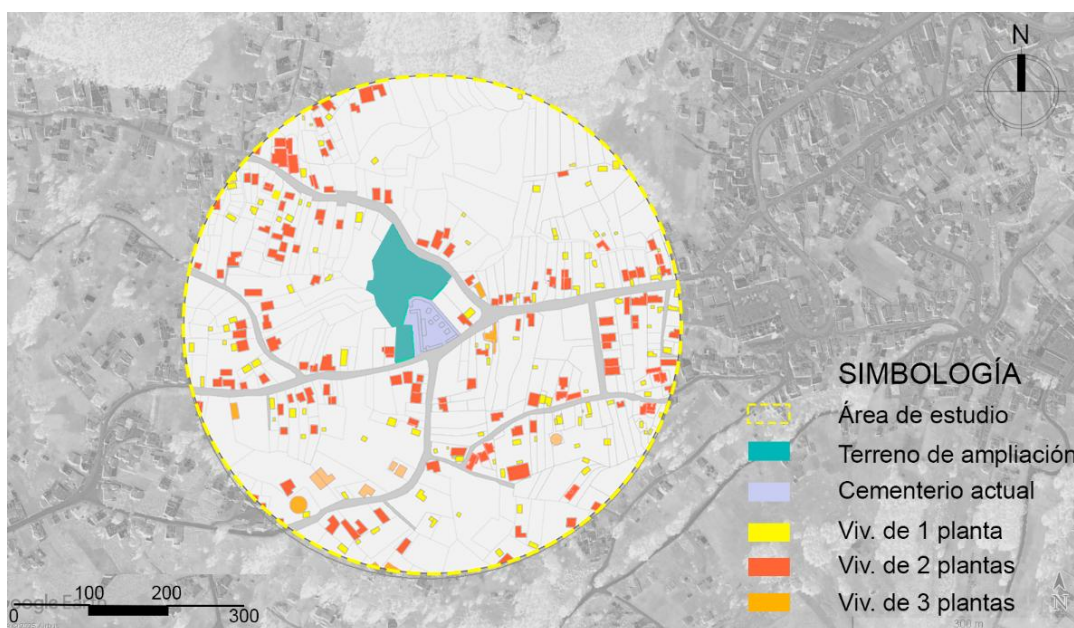 N
SIMBOLOGÍA
Área de estudio
Terreno de ampliación
Cementerio actual
Viv. de 1 planta
Viv. de 2 plantas
Viv. de 3 plantas
100 200
0 300
N
300 m